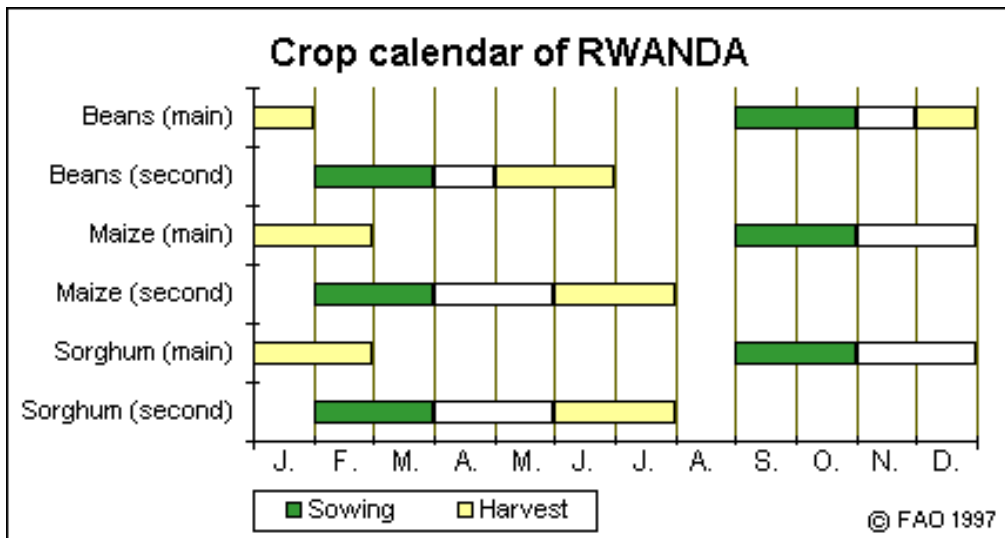 Crop calendar of RWANDA
Beans (main)
Beans (second)
Maize (main)
Maize (second)
Sorghum (main)
Sorghum (second)
J. F. M. A. M. J. J. A. S. O. N. D.
Sowing Harvest
© FAO 1997